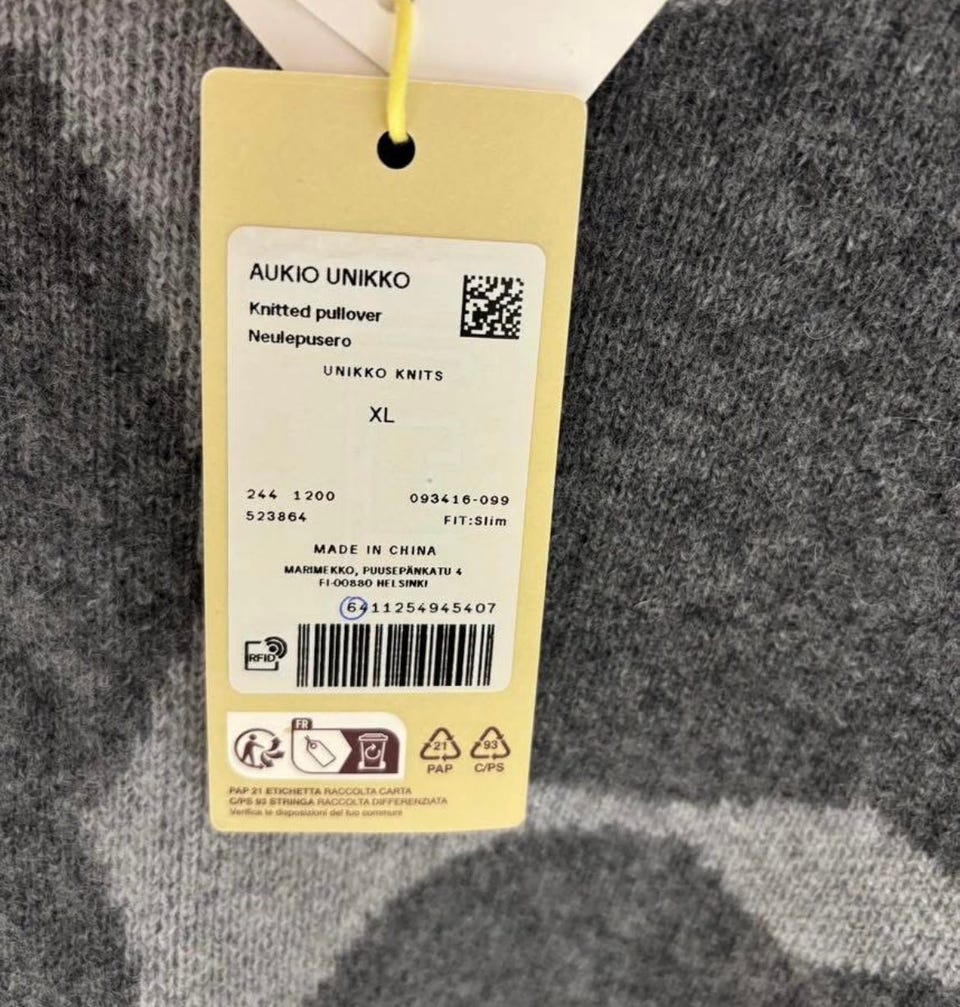 AUKIO UNIKKO
Knitted pullover
Neulepusero
UNIKKO KNITS
XL
244 1200 093416-099
523864 FIT:Slim
MADE IN CHINA
MARIMEKKO, PUUSEPÄNKATU 4
FI-00880 HELSINKI
6411254945407
RFID
FR
21 93
PAP C/PS
PAP 21 ETICHETTA RACCOLTA CARTA
C/PS 93 STRINGA RACCOLTA DIFFERENZIATA
Verifica le disposizioni del tuo comune